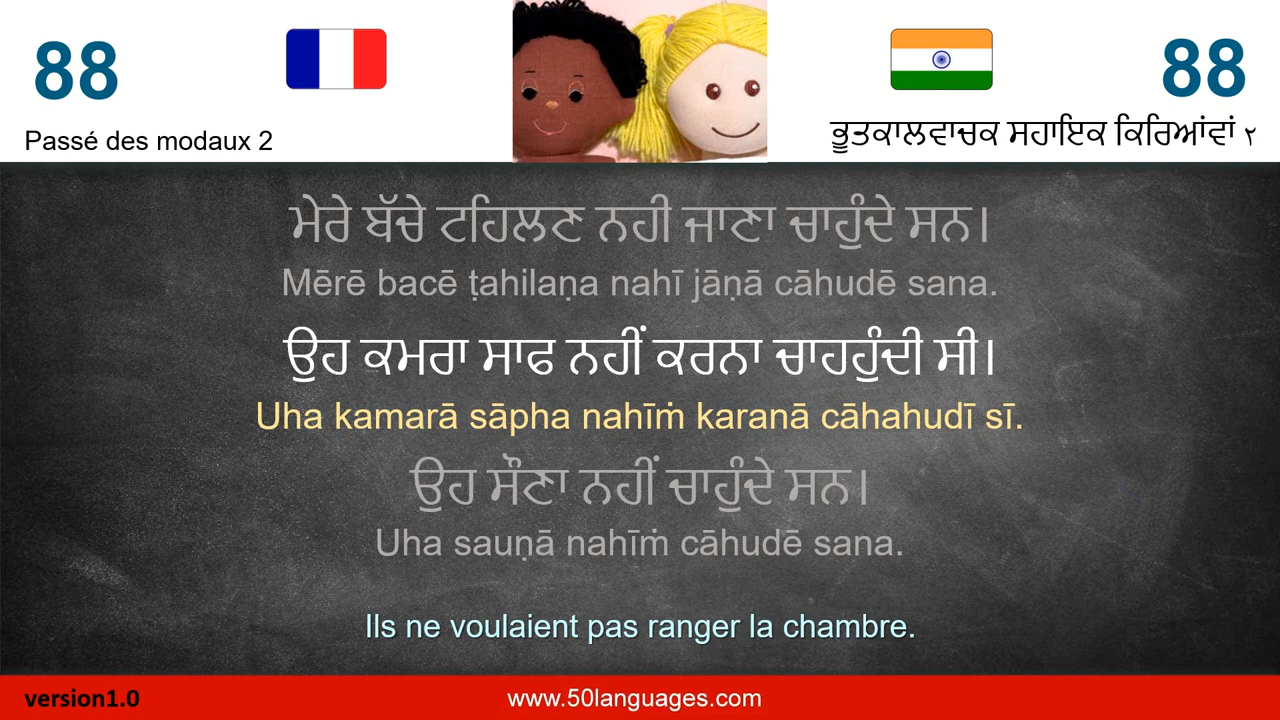 88
88
Passé des modaux 2
ਭੂਤਕਾਲਵਾਚਕ ਸਹਾਇਕ ਕਿਰਿਆਂਵਾਂ ੨
ਮੇਰੇ ਬੱਚੇ ਟਹਿਲਣ ਨਹੀ ਜਾਣਾ ਚਾਹੁੰਦੇ ਸਨ।
Mērē bacē ṭahilaṇa nahī jāṇā cāhudē sana.
ਉਹ ਕਮਰਾ ਸਾਫ ਨਹੀਂ ਕਰਨਾ ਚਾਹਹੁੰਦੀ ਸੀ।
Uha kamarā sāpha nahīṁ karanā cāhahudī sī.
ਉਹ ਸੌਣਾ ਨਹੀਂ ਚਾਹੁੰਦੇ ਸਨ।
Uha sauṇā nahīṁ cāhudē sana.
Ils ne voulaient pas ranger la chambre.
version1.0
www.50languages.com